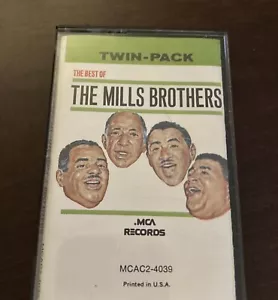 TWIN-PACK
THE BEST OF
THE MILLS BROTHERS
MCA
RECORDS
MCAC2-4039
Printed in U.S.A.